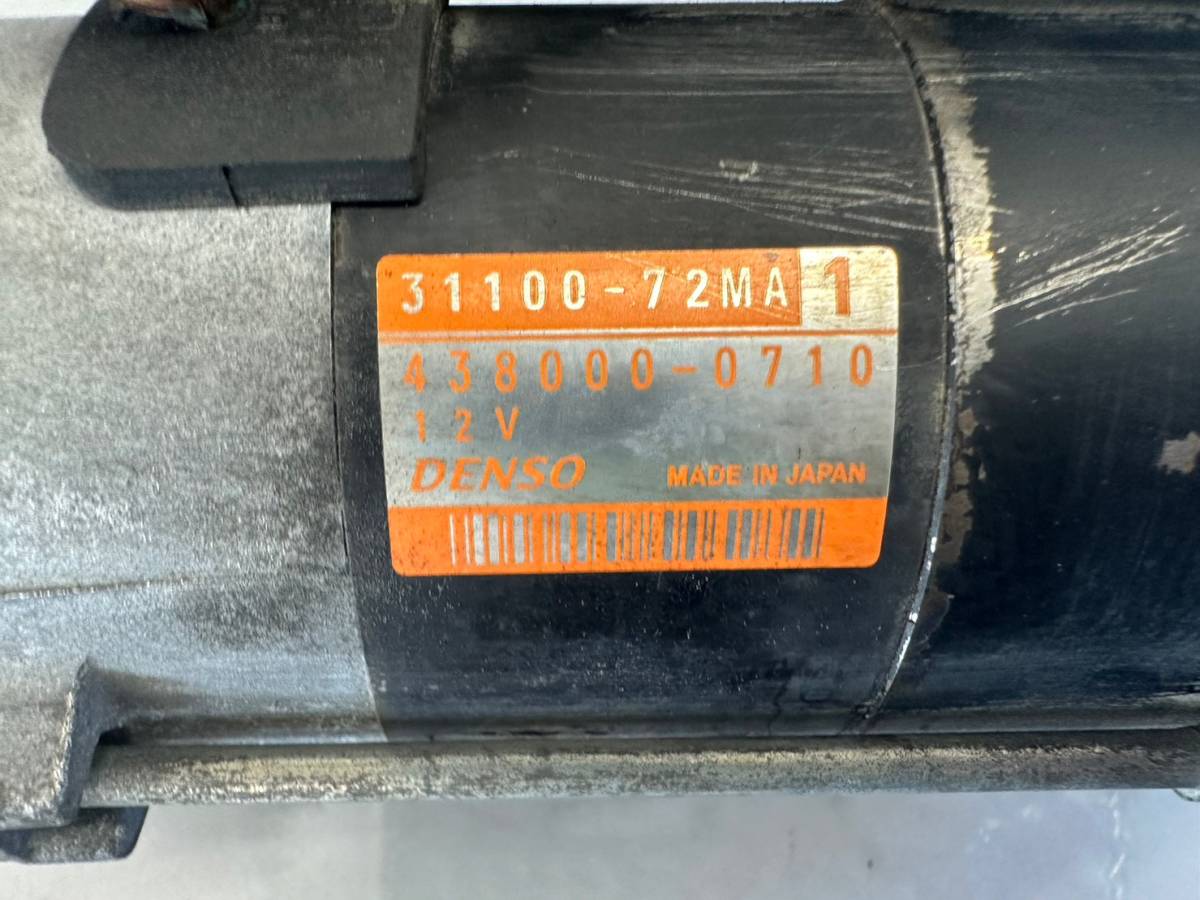 31100-72MA 1
438000-0710
12V
DENSO MADE IN JAPAN